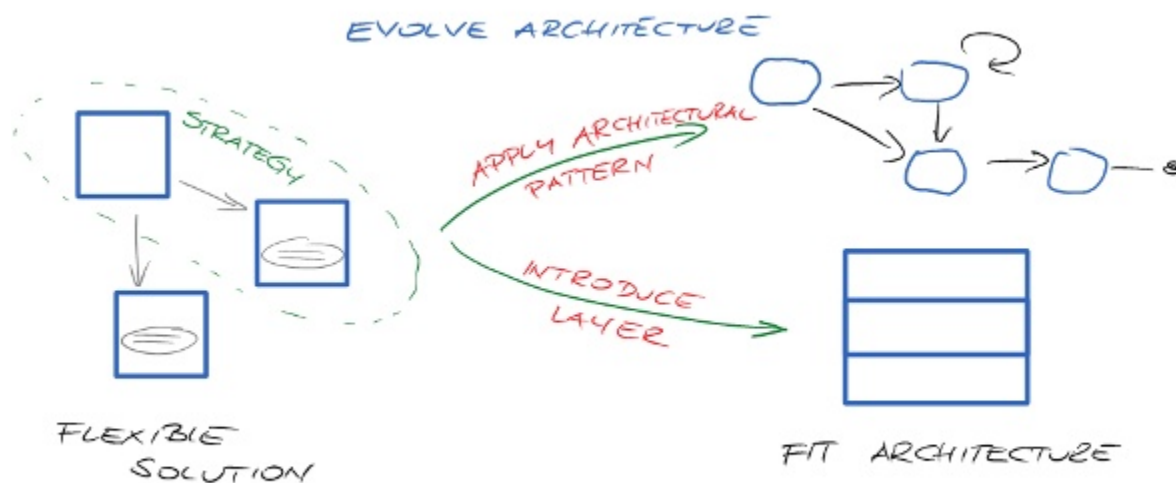 EVOLVE ARCHITECTURE
STRATEGY
APPLY ARCHITECTURAL
PATTERN
INTRODUCE
LAYER
FLEXIBLE
SOLUTION
FIT ARCHITECTURE